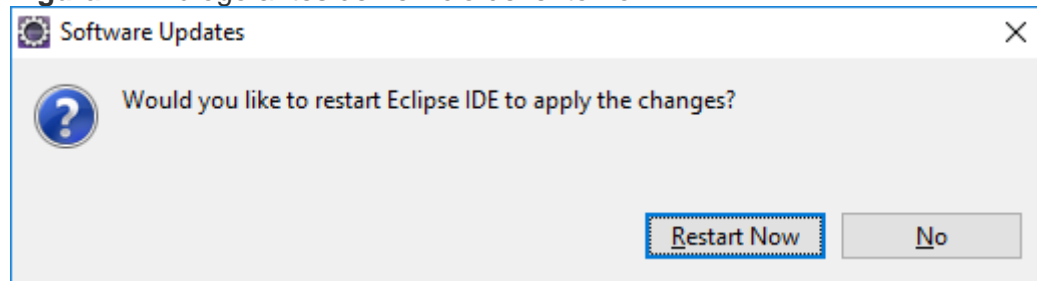 Software Updates
Would you like to restart Eclipse IDE to apply the changes?
Restart Now
No